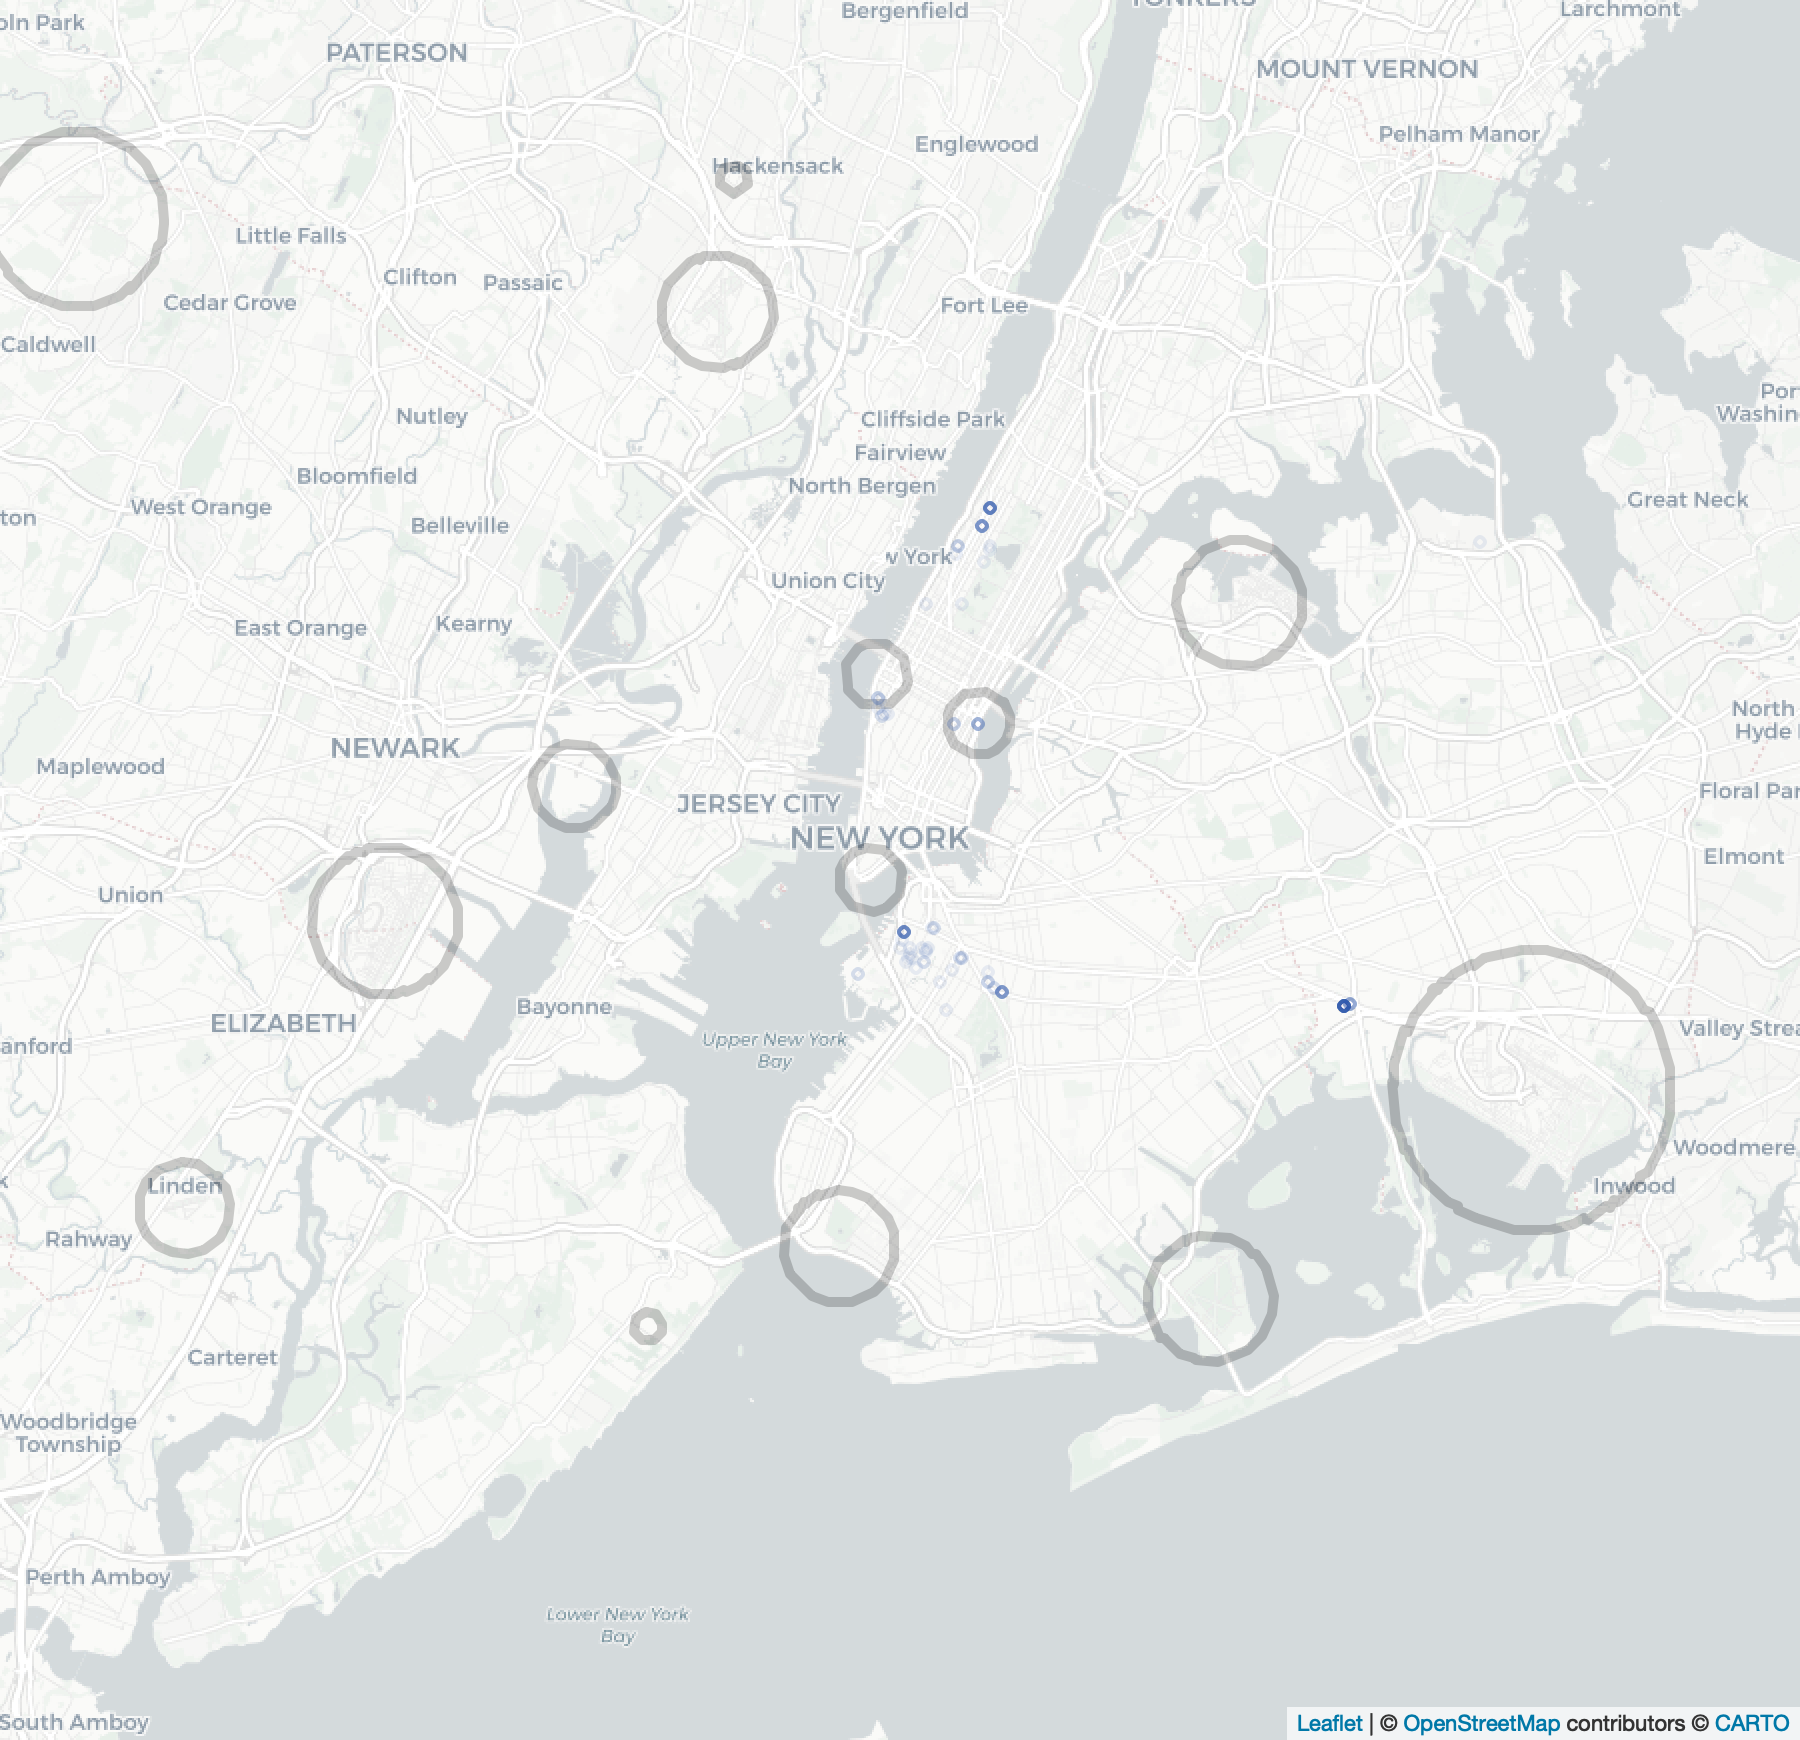 Bergenfield
Larchmont
oln Park
PATERSON
MOUNT VERNON
Pelham Manor
Englewood
Hackensack
Little Falls
Clifton
Passaic
Cedar Grove
Fort Lee
Caldwell
Por
Washin
Nutley
Cliffside Park
Fairview
Bloomfield
North Bergen
West Orange
Great Neck
ton
Belleville
w York
Union City
East Orange
Kearny
North
Hyde
NEWARK
Maplewood
Floral Par
JERSEY CITY
NEW YORK
Elmont
Union
Bayonne
ELIZABETH
Valley Strea
anford
Upper New York
Bay
Woodmere
Linden
Inwood
Rahway
Carteret
Woodbridge
Township
Perth Amboy
Lower New York
Bay
South Amboy
Leaflet | © OpenStreetMap contributors © CARTO